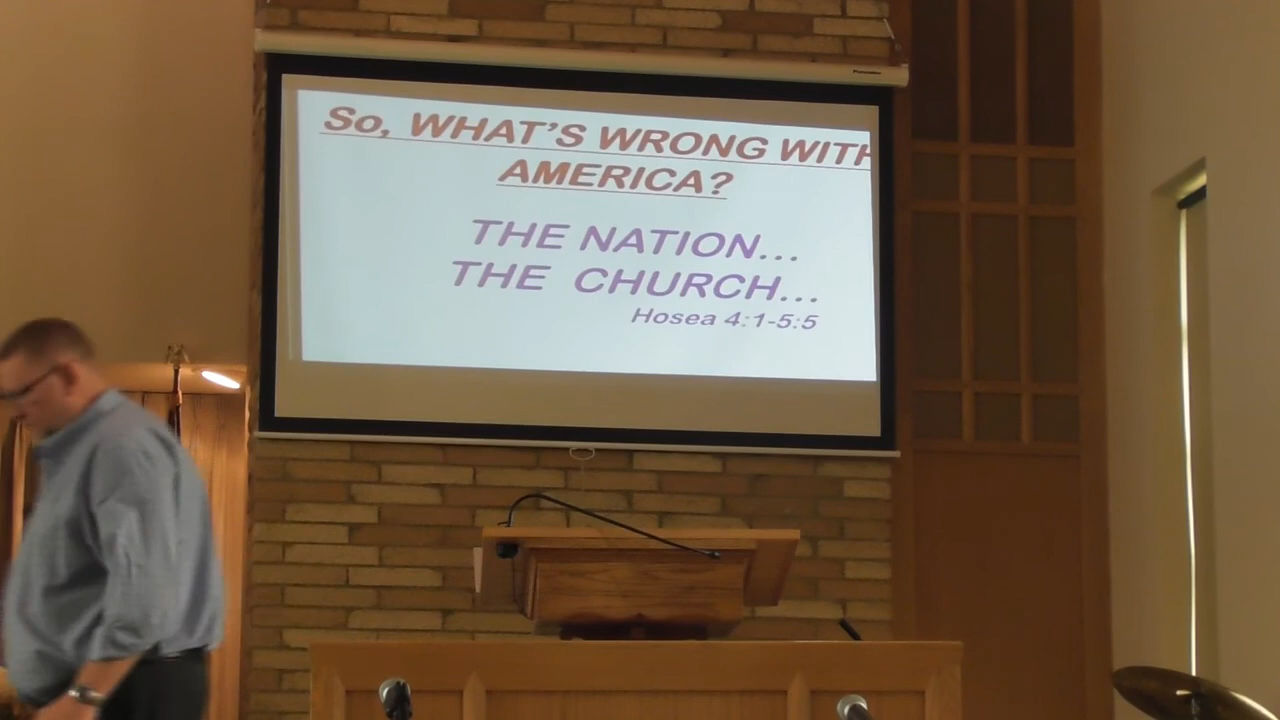 So, WHAT'S WRONG WITH
AMERICA?
THE NATION...
THE  CHURCH...
Hosea 4:1-5:5